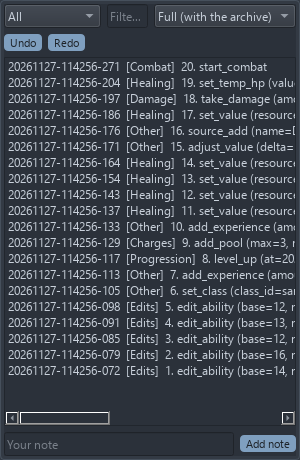 All Filte... Full (with the archive)
Undo Redo
20261127-114256-271 [Combat] 20. start_combat
20261127-114256-204 [Healing] 19. set_temp_hp (valu
20261127-114256-197 [Damage] 18. take_damage (amo
20261127-114256-186 [Healing] 17. set_value (resource
20261127-114256-176 [Other] 16. source_add (name=
20261127-114256-171 [Other] 15. adjust_value (delta=
20261127-114256-164 [Healing] 14. set_value (resource
20261127-114256-154 [Healing] 13. set_value (resource
20261127-114256-143 [Healing] 12. set_value (resource
20261127-114256-137 [Healing] 11. set_value (resource
20261127-114256-133 [Other] 10. add_experience (amo
20261127-114256-129 [Charges] 9. add_pool (max=3, r
20261127-114256-117 [Progression] 8. level_up (at=20
20261127-114256-113 [Other] 7. add_experience (amou
20261127-114256-105 [Other] 6. set_class (class_id=sa
20261127-114256-098 [Edits] 5. edit_ability (base=12, r
20261127-114256-091 [Edits] 4. edit_ability (base=13, r
20261127-114256-085 [Edits] 3. edit_ability (base=12, r
20261127-114256-079 [Edits] 2. edit_ability (base=16, r
20261127-114256-072 [Edits] 1. edit_ability (base=14, r
Your note Add note